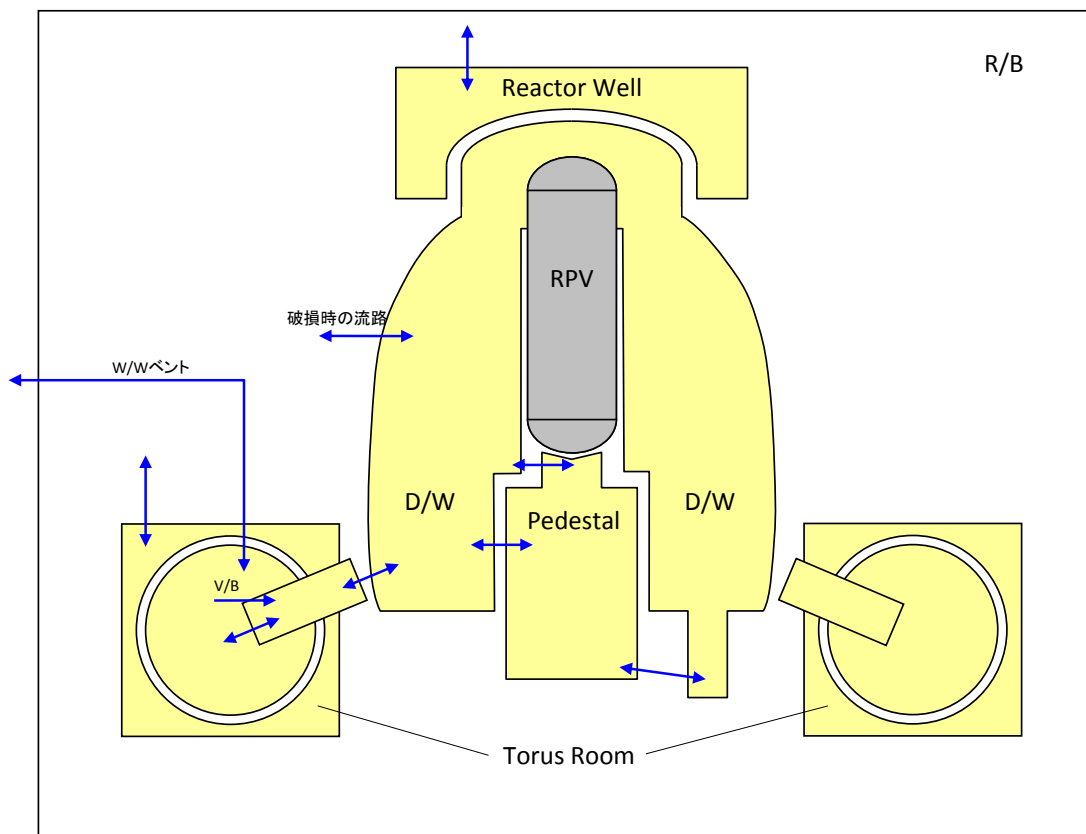 R/B
Reactor Well
RPV
破損時の流路
W/Wベント
D/W
D/W
Pedestal
V/B
Torus Room